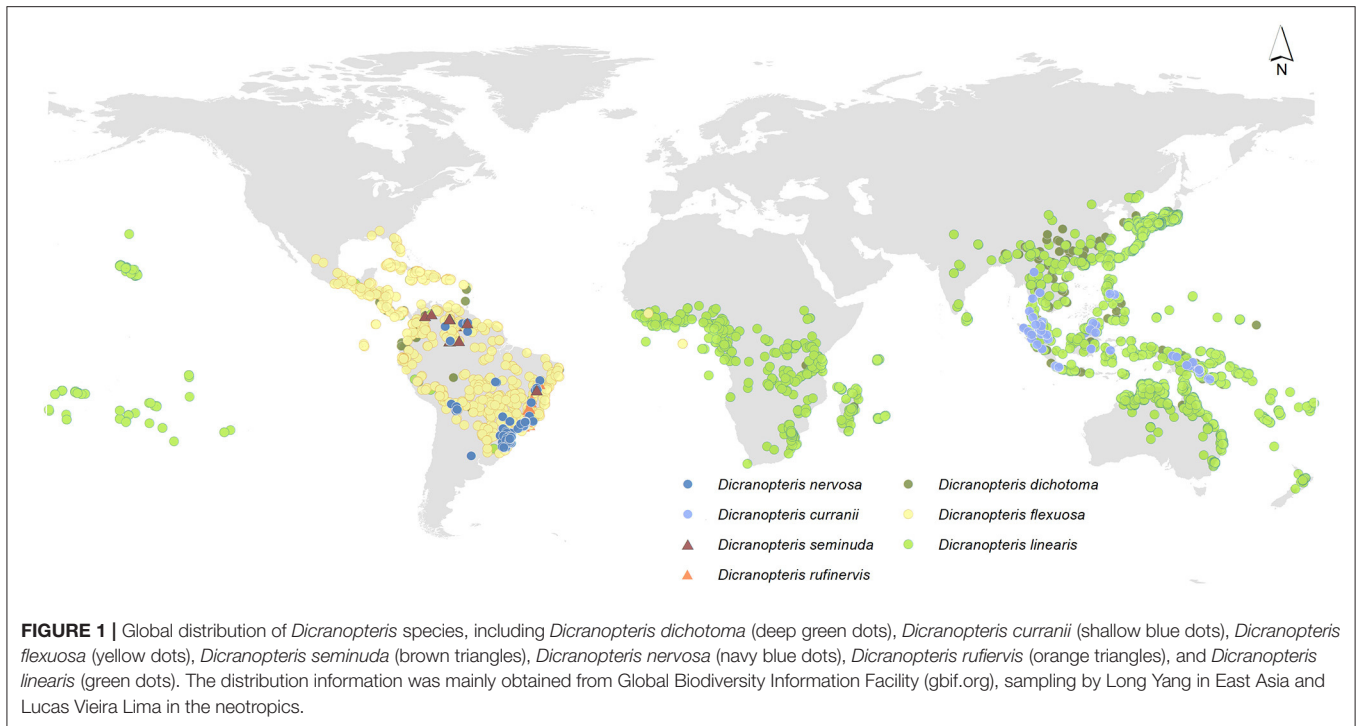 N
Dicranopteris nervosa
Dicranopteris dichotoma
Dicranopteris curranii
Dicranopteris flexuosa
Dicranopteris seminuda
Dicranopteris linearis
Dicranopteris rufinervis
FIGURE 1 | Global distribution of Dicranopteris species, including Dicranopteris dichotoma (deep green dots), Dicranopteris curranii (shallow blue dots), Dicranopteris
flexuosa (yellow dots), Dicranopteris seminuda (brown triangles), Dicranopteris nervosa (navy blue dots), Dicranopteris rufiervis (orange triangles), and Dicranopteris
linearis (green dots). The distribution information was mainly obtained from Global Biodiversity Information Facility (gbif.org), sampling by Long Yang in East Asia and
Lucas Vieira Lima in the neotropics.